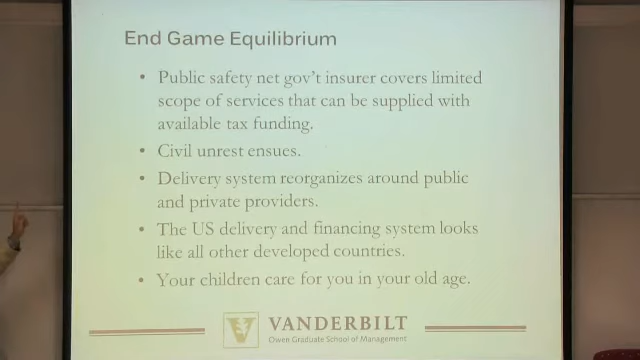 End Game Equilibrium
• Public safety net gov't insurer covers limited
scope of services that can be supplied with
available tax funding.
• Civil unrest ensues.
• Delivery system reorganizes around public
and private providers.
• The US delivery and financing system looks
like all other developed countries.
• Your children care for you in your old age.
VANDERBILT
Owen Graduate School of Management